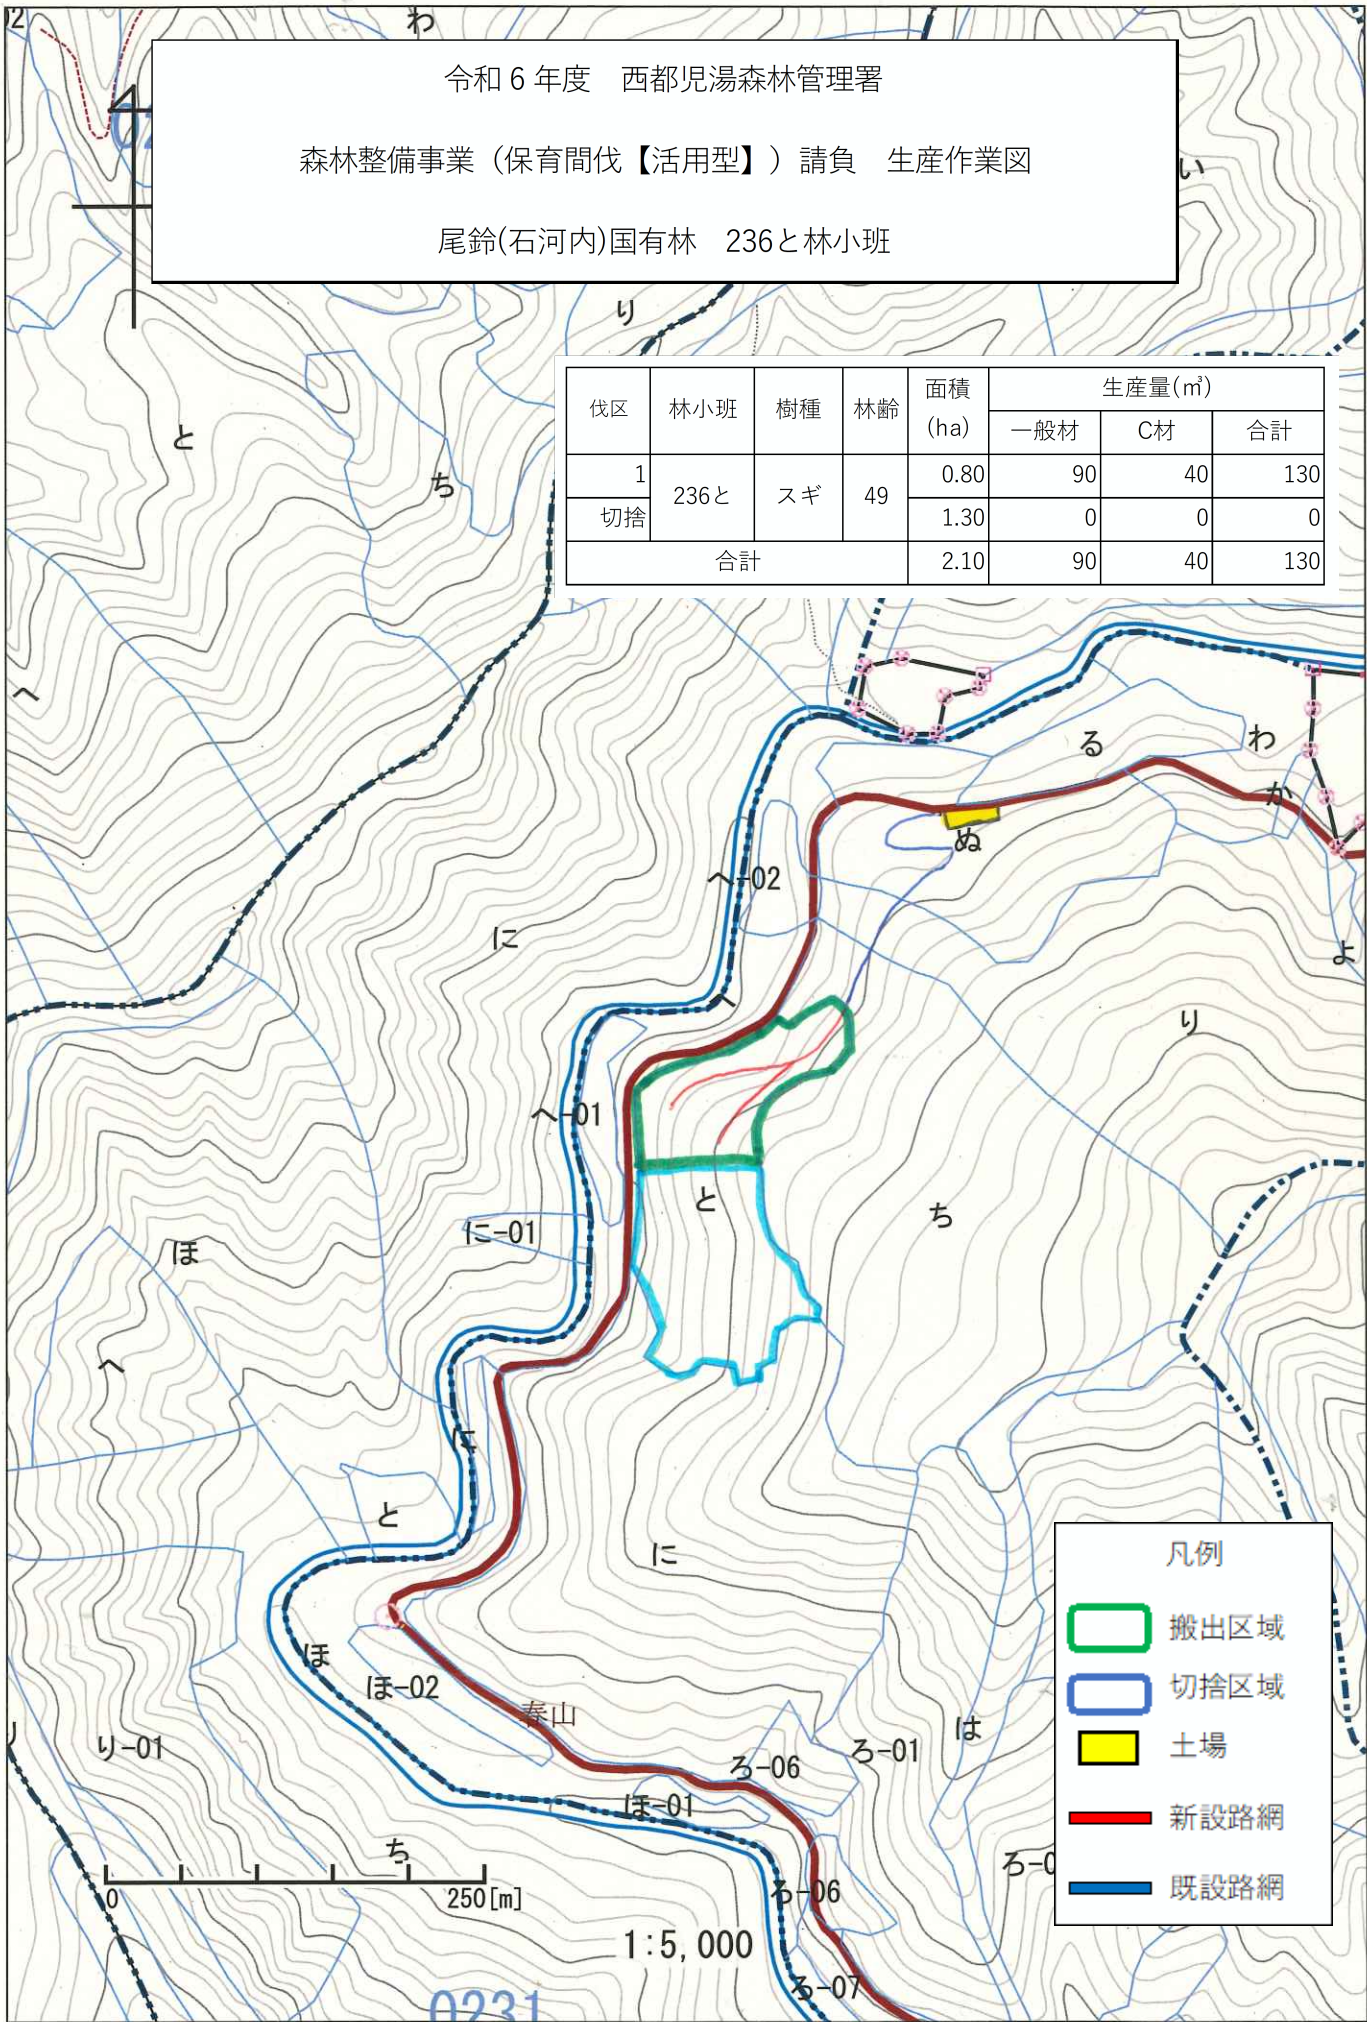 わ
令和6年度　西都児湯森林管理署
森林整備事業（保育間伐【活用型】）請負　生産作業図
い
尾鈴(石河内)国有林　236と林小班
り
伐区 林小班 樹種 林齢 面積(ha) 生産量(㎥)
一般材 C材 合計
1 236と スギ 49 0.80 90 40 130
切捨 1.30 0 0 0
合計 2.10 90 40 130
と
ち
へ
る
わ
か
ぬ
へ-02
に
よ
へ
り
へ-01
と
ち
に-01
ほ
へ
に
と
に
凡例
搬出区域
切捨区域
土場
新設路網
既設路網
ほ
ほ-02
春山
は
り-01
ろ-01
ろ-06
ほ-01
ち
ろ-06
0 250[m]
1:5,000
ろ-07
0231